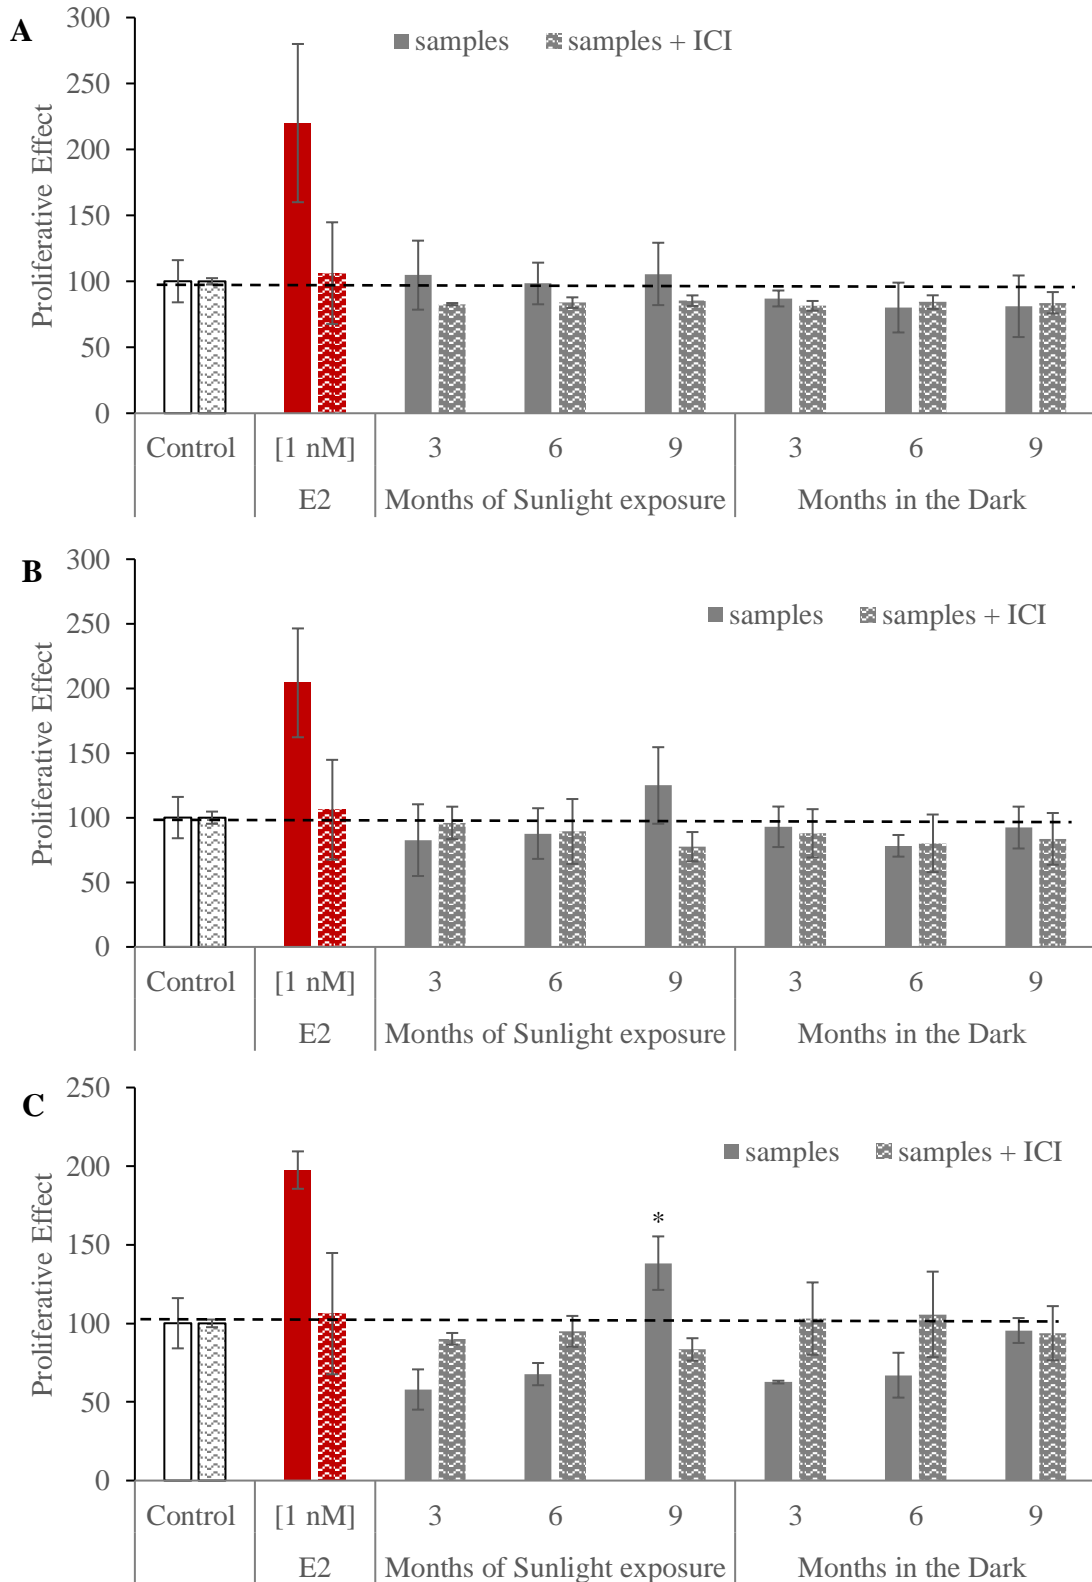 A
300
samples samples + ICI
250
200
150
100
50
0
Proliferative Effect
Control [1 nM] 3 6 9 3 6 9
E2 Months of Sunlight exposure Months in the Dark
B
300
samples samples + ICI
250
200
150
100
50
0
Proliferative Effect
Control [1 nM] 3 6 9 3 6 9
E2 Months of Sunlight exposure Months in the Dark
C
250
samples samples + ICI
200
*
150
100
50
0
Proliferative Effect
Control [1 nM] 3 6 9 3 6 9
E2 Months of Sunlight exposure Months in the Dark